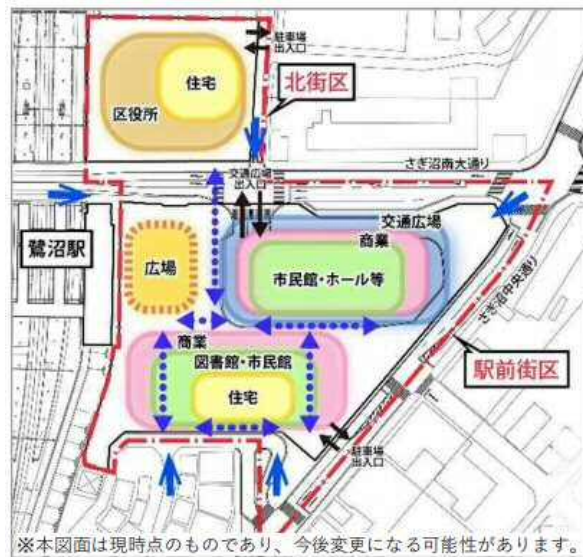 駐車場
出入口
住宅
区役所
北街区
さぎ沼南大通り
交通広場
出入口
鷺沼駅
交通広場
商業
広場
市民館・ホール等
さぎ沼中央通り
商業
図書館・市民館
駅前街区
住宅
駐車場
出入口
※本図面は現時点のものであり、今後変更になる可能性があります。